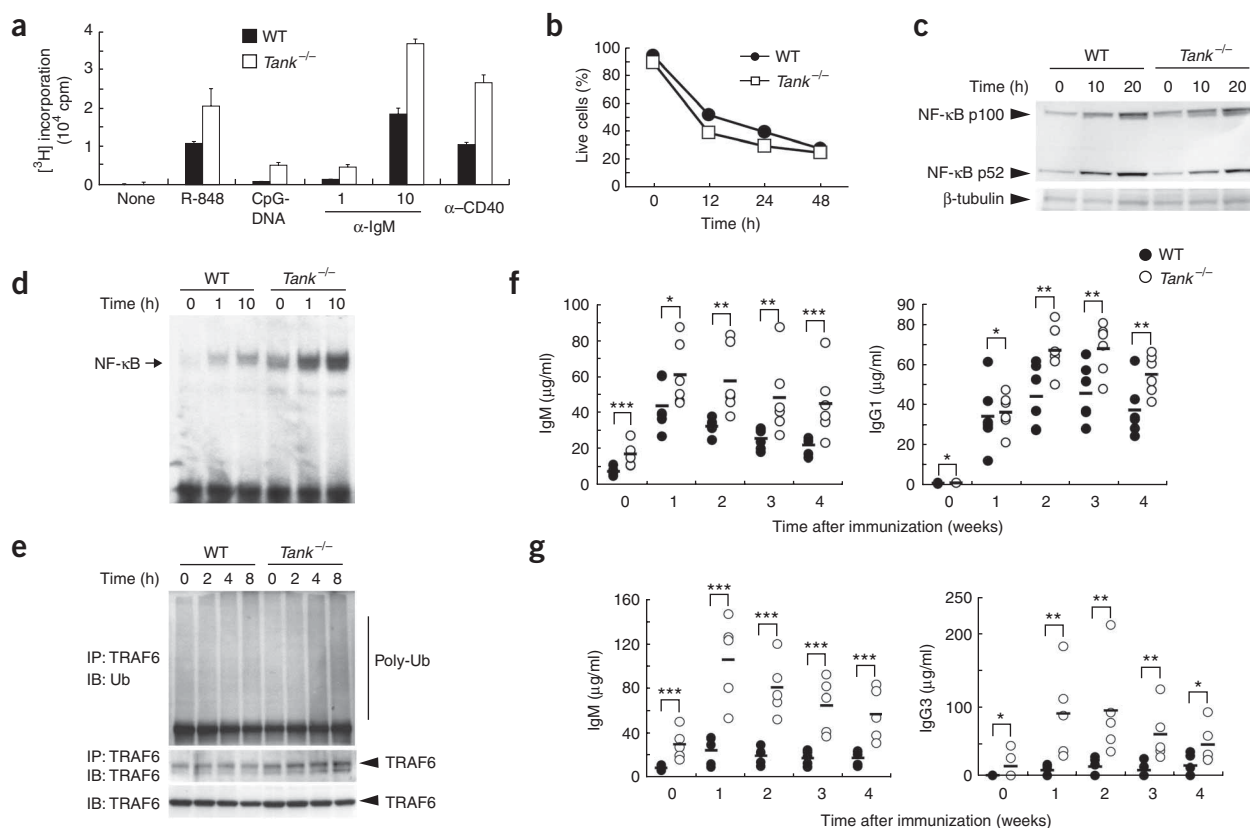 a
[³H] incorporation
(10⁴ cpm)
4
3
2
1
0
WT
Tank⁻/⁻
None
R-848
CpG-
DNA
1
10
α-IgM
α–CD40
b
Live cells (%)
100
80
60
40
20
0
WT
Tank⁻/⁻
0
12
24
48
Time (h)
c
WT
Tank⁻/⁻
Time (h) 0 10 20 0 10 20
NF-κB p100
NF-κB p52
β-tubulin
d
WT
Tank⁻/⁻
Time (h) 0 1 10 0 1 10
NF-κB
e
WT
Tank⁻/⁻
Time (h) 0 2 4 8 0 2 4 8
IP: TRAF6
IB: Ub
Poly-Ub
IP: TRAF6
IB: TRAF6
TRAF6
IB: TRAF6
TRAF6
f
WT
Tank⁻/⁻
IgM (µg/ml)
100
80
60
40
20
0
***
*
**
**
***
0 1 2 3 4
IgG1 (µg/ml)
90
80
60
40
20
0
*
*
**
**
**
0 1 2 3 4
Time after immunization (weeks)
g
IgM (µg/ml)
160
120
80
40
0
***
***
***
***
***
0 1 2 3 4
IgG3 (µg/ml)
250
200
100
50
0
*
**
**
**
*
0 1 2 3 4
Time after immunization (weeks)